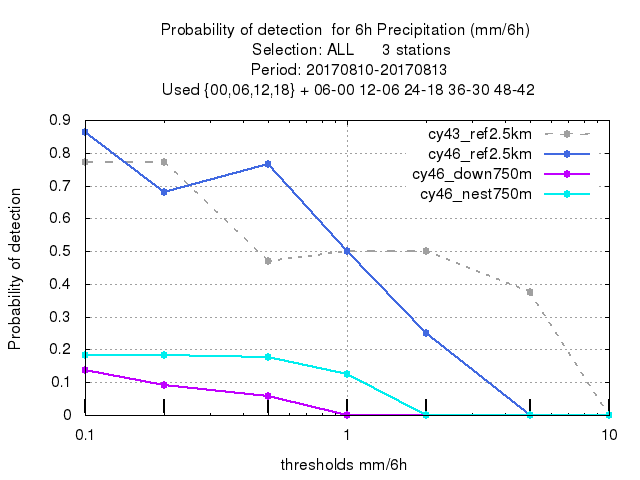 Probability of detection  for 6h Precipitation (mm/6h)
Selection: ALL      3 stations
Period: 20170810-20170813
Used {00,06,12,18} + 06-00 12-06 24-18 36-30 48-42
cy43_ref2.5km
cy46_ref2.5km
cy46_down750m
cy46_nest750m
Probability of detection
0.9
0.8
0.7
0.6
0.5
0.4
0.3
0.2
0.1
0
0.1 1 10
thresholds mm/6h